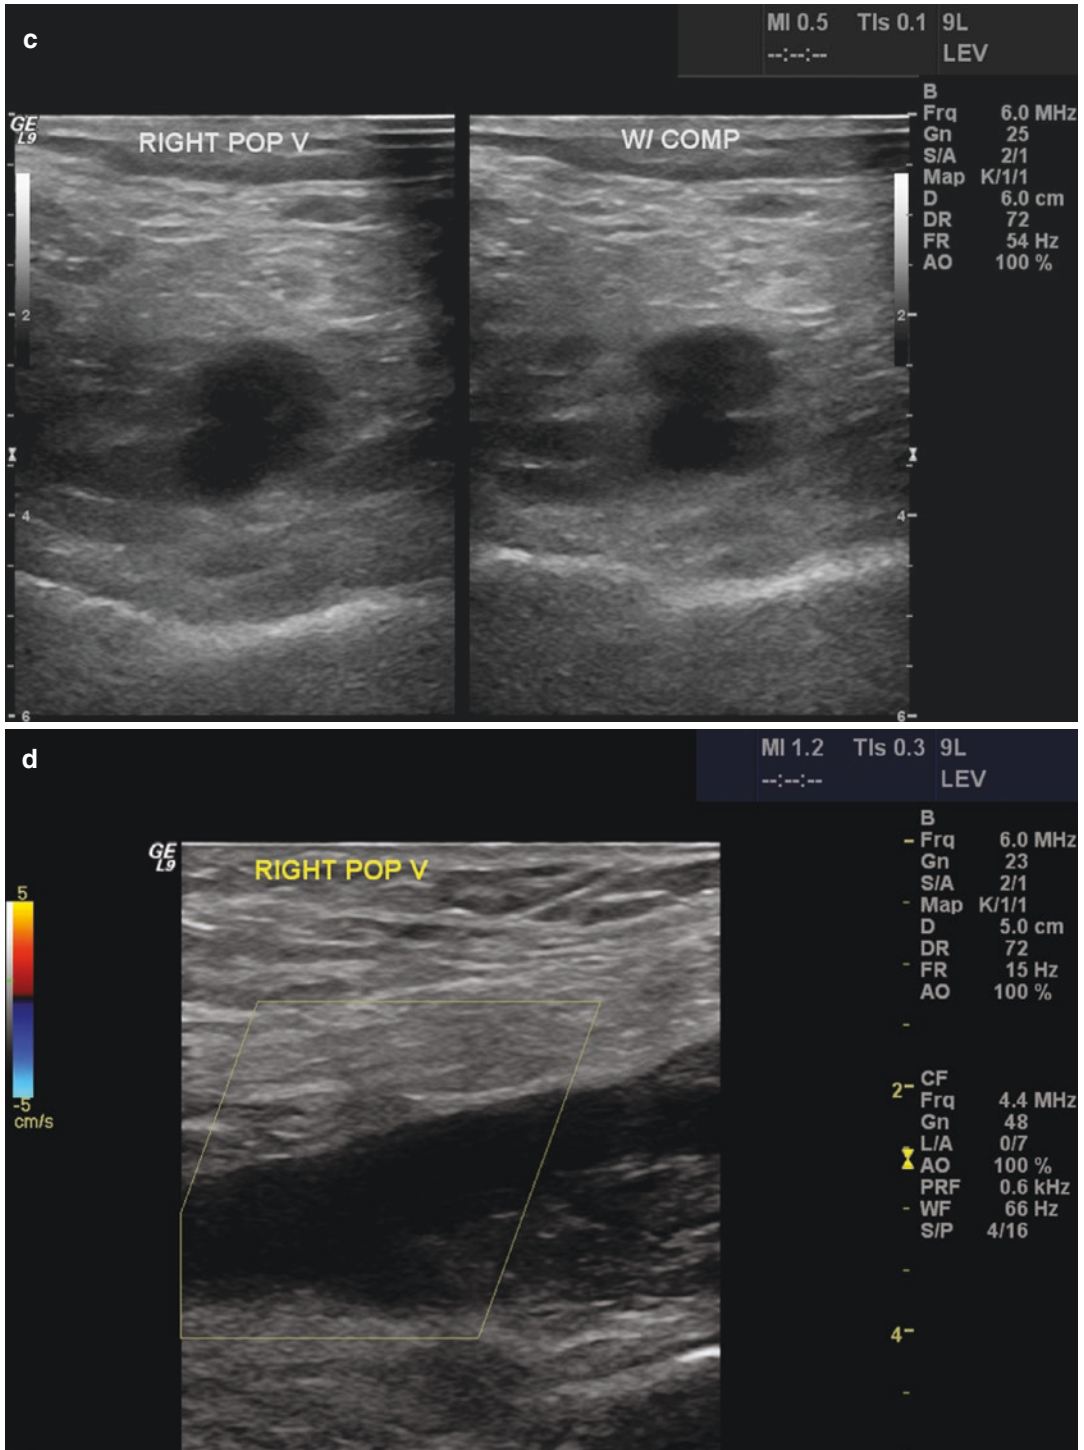 c
MI 0.5 TIs 0.1 9L
--:--:-- LEV
GE
L9
RIGHT POP V
W/ COMP
B
Frq 6.0 MHz
Gn 25
S/A 2/1
Map K/1/1
D 6.0 cm
DR 72
FR 54 Hz
AO 100 %
2
2
4
4
6
6
d
MI 1.2 TIs 0.3 9L
--:--:-- LEV
GE
L9
RIGHT POP V
5
-5
cm/s
B
Frq 6.0 MHz
Gn 23
S/A 2/1
Map K/1/1
D 5.0 cm
DR 72
FR 15 Hz
AO 100 %
CF
2
Frq 4.4 MHz
Gn 48
L/A 0/7
AO 100 %
PRF 0.6 kHz
WF 66 Hz
S/P 4/16
4